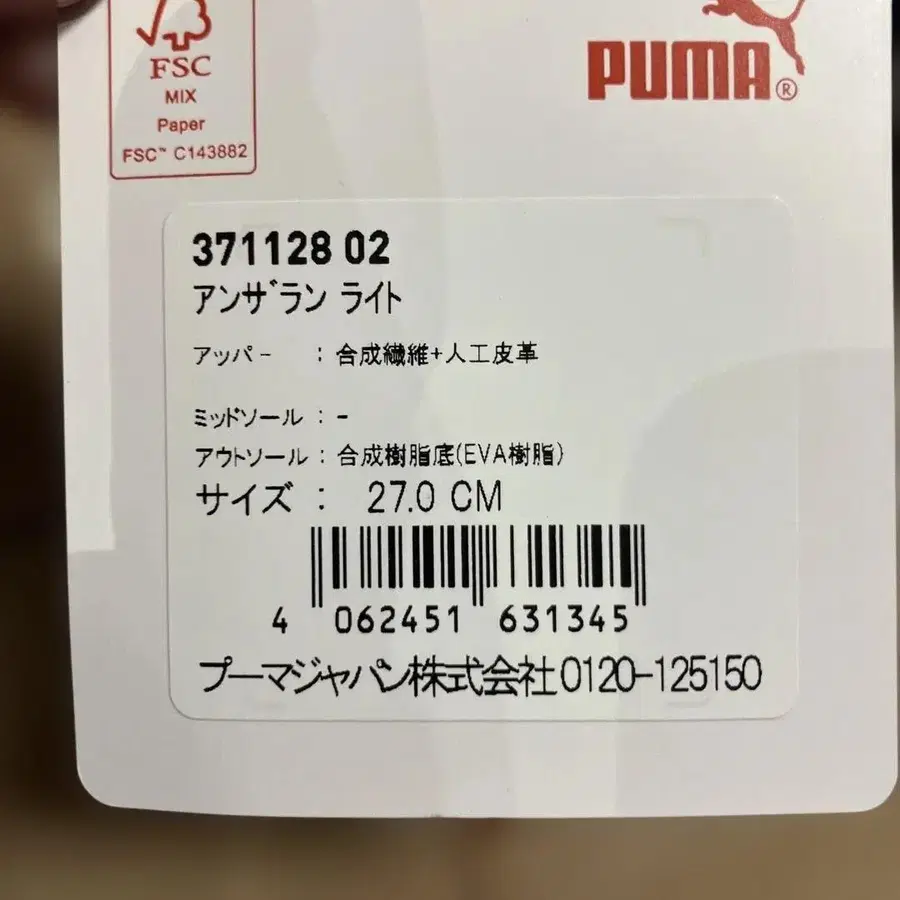 FSC
MIX
Paper
FSC™ C143882
PUMA®
371128 02
アンザラン ライト
アッパー : 合成繊維+人工皮革
ミッドソール : -
アウトソール : 合成樹脂底(EVA樹脂)
サイズ : 27.0 CM
4 062451 631345
プーマジャパン株式会社0120-125150